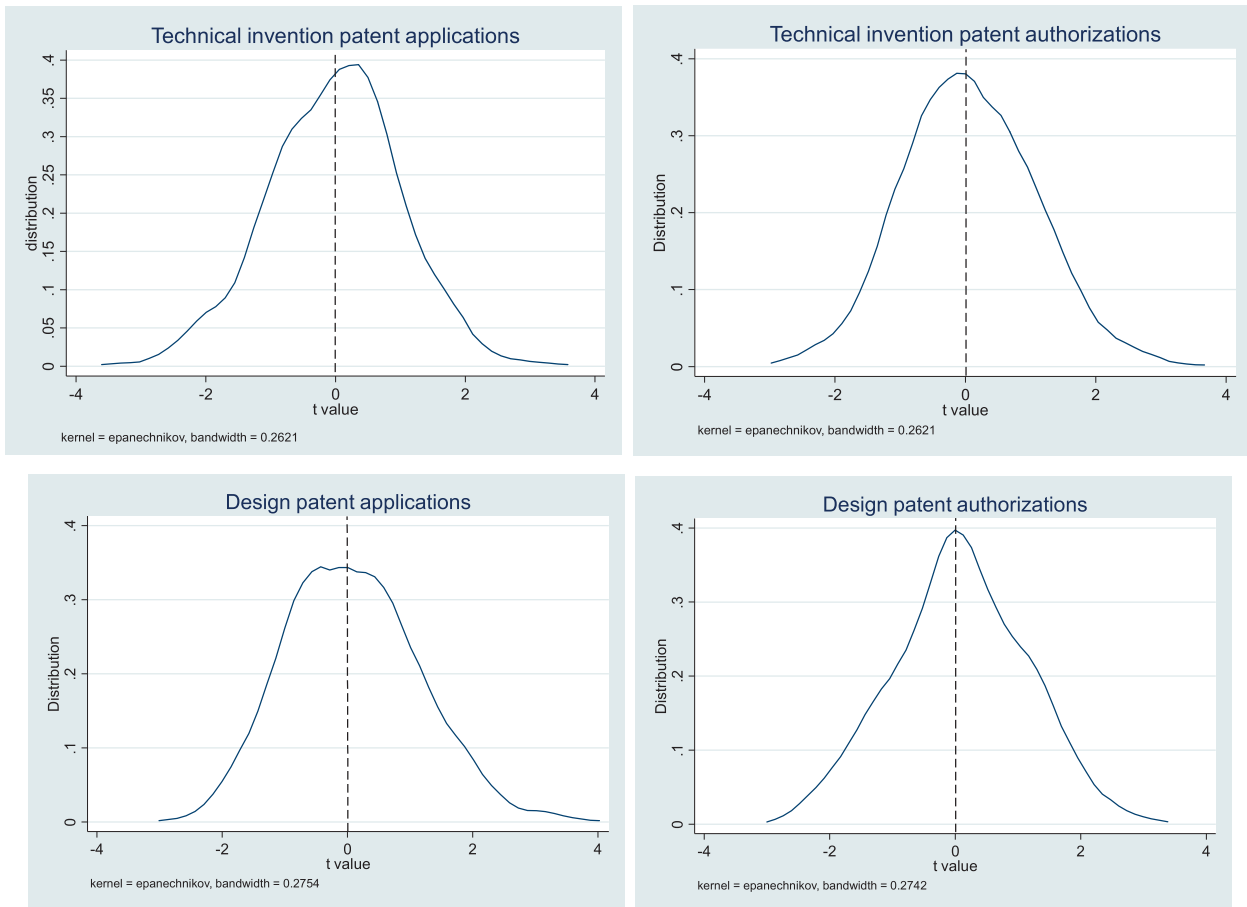 Technical invention patent applications
.4
.35
.3
.25
.2
.15
.1
.05
0
distribution
-4 -2 0 2 4
t value
kernel = epanechnikov, bandwidth = 0.2621
Technical invention patent authorizations
.4
.3
.2
.1
0
Distribution
-4 -2 0 2 4
t value
kernel = epanechnikov, bandwidth = 0.2621
Design patent applications
.4
.3
.2
.1
0
Distribution
-4 -2 0 2 4
t value
kernel = epanechnikov, bandwidth = 0.2754
Design patent authorizations
.4
.3
.2
.1
0
Distribution
-4 -2 0 2 4
t value
kernel = epanechnikov, bandwidth = 0.2742